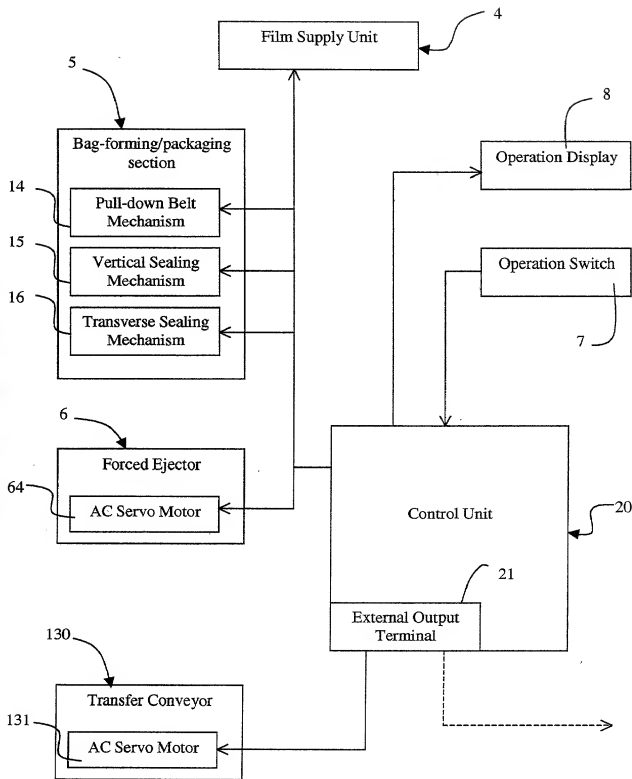 Film Supply Unit
4
5
Bag-forming/packaging
section
14
Pull-down Belt
Mechanism
15
Vertical Sealing
Mechanism
16
Transverse Sealing
Mechanism
8
Operation Display
Operation Switch
7
6
Forced Ejector
64
AC Servo Motor
Control Unit
20
21
External Output
Terminal
130
Transfer Conveyor
131
AC Servo Motor